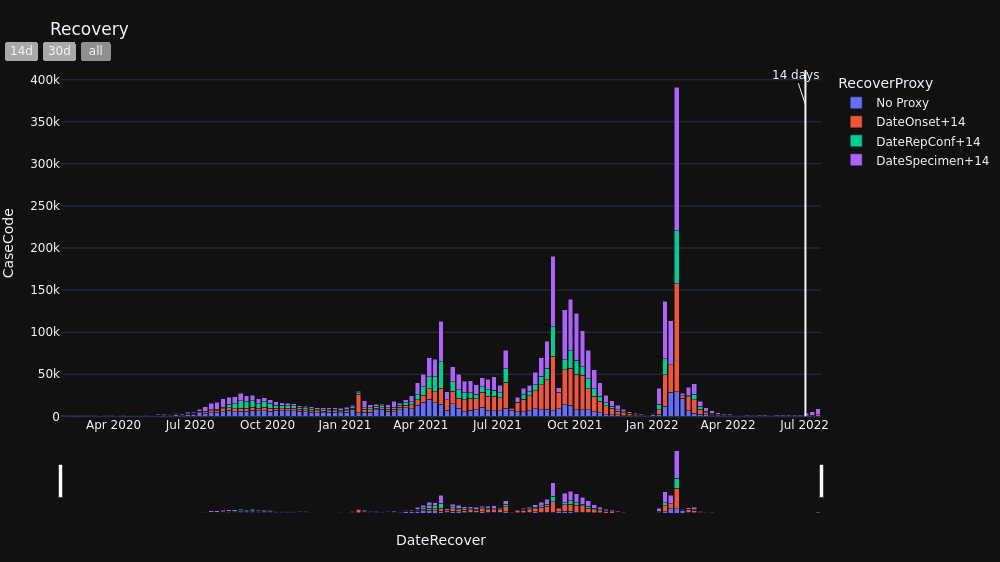 Recovery
14d 30d all
14 days
RecoverProxy
No Proxy
DateOnset+14
DateRepConf+14
DateSpecimen+14
CaseCode
400k
350k
300k
250k
200k
150k
100k
50k
0
Apr 2020 Jul 2020 Oct 2020 Jan 2021 Apr 2021 Jul 2021 Oct 2021 Jan 2022 Apr 2022 Jul 2022
DateRecover